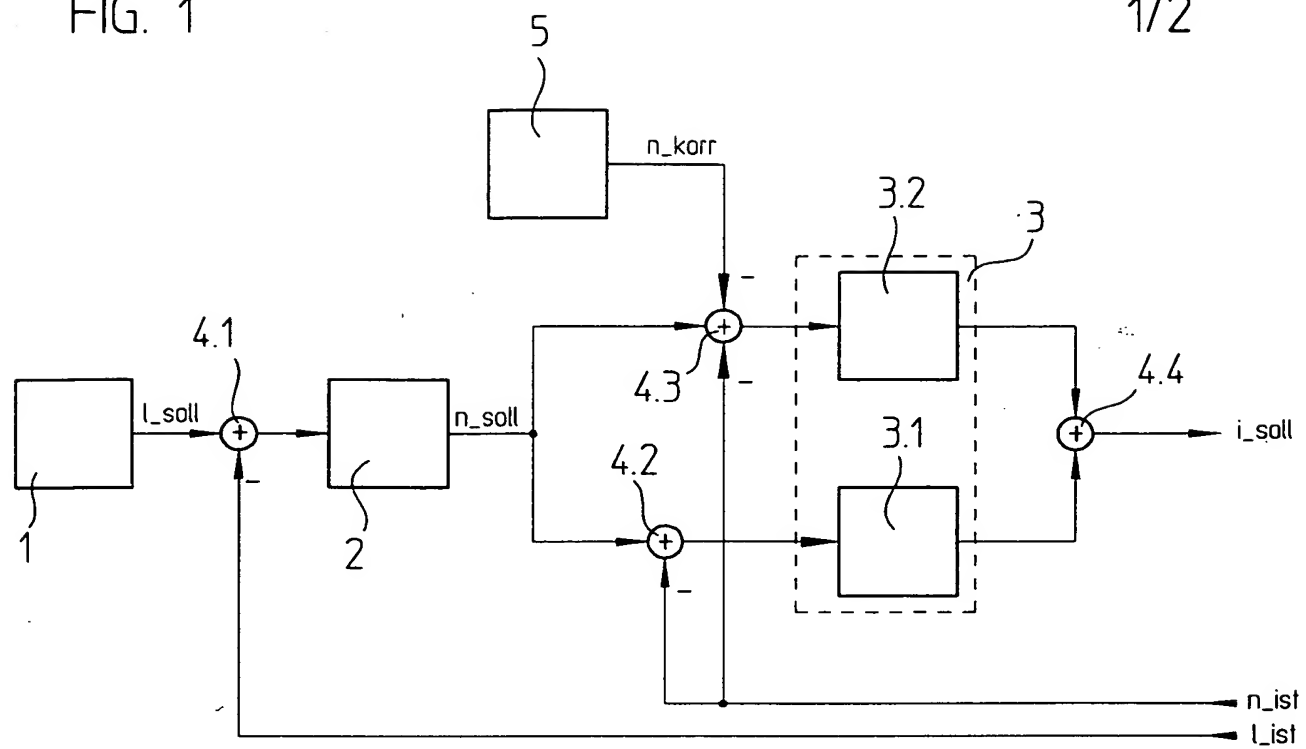 FIG. 1
1/2
5
n_korr
3.2
3
4.1
4.3
4.4
l_soll
n_soll
i_soll
3.1
4.2
1
2
n_ist
l_ist
+
+
+
+
-
-
-
-